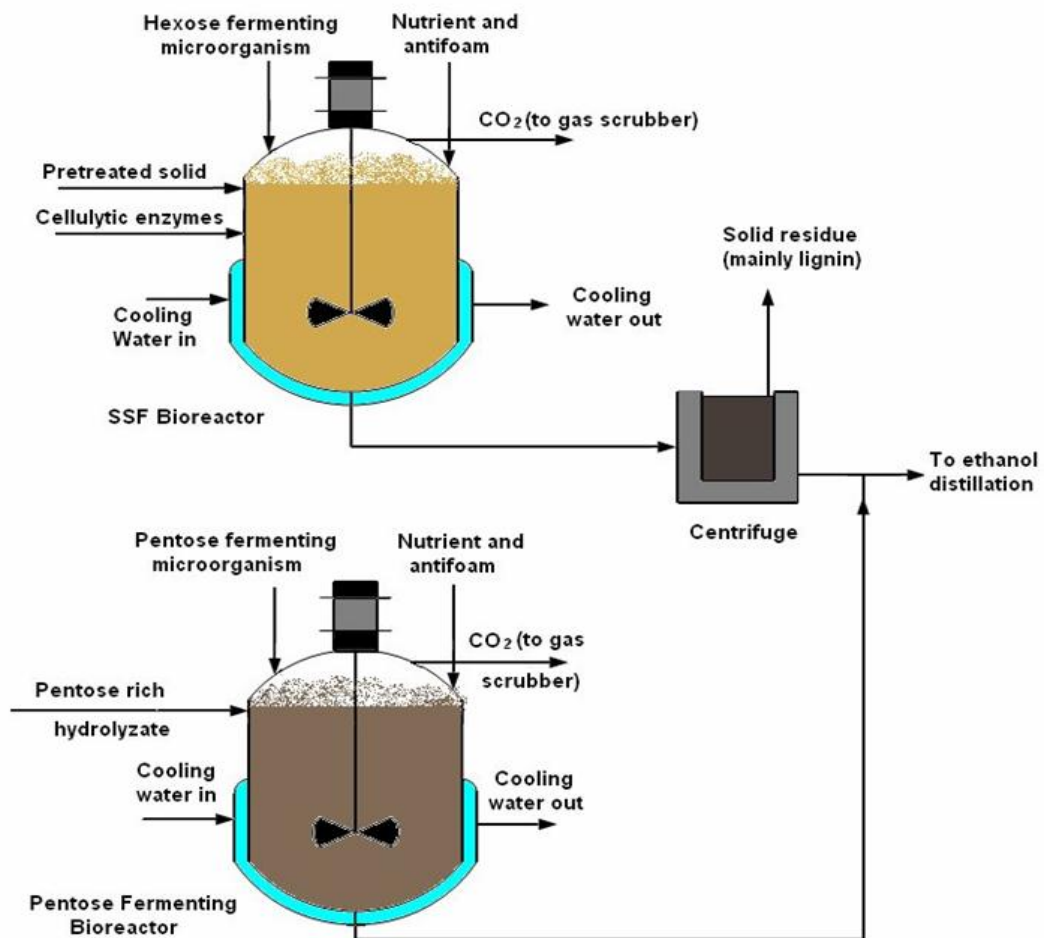 Hexose fermenting
microorganism
Nutrient and
antifoam
CO₂ (to gas scrubber)
Pretreated solid
Cellulytic enzymes
Cooling
Water in
Cooling
water out
SSF Bioreactor
Solid residue
(mainly lignin)
To ethanol
distillation
Centrifuge
Pentose fermenting
microorganism
Nutrient and
antifoam
CO₂ (to gas
scrubber)
Pentose rich
hydrolyzate
Cooling
water in
Cooling
water out
Pentose Fermenting
Bioreactor